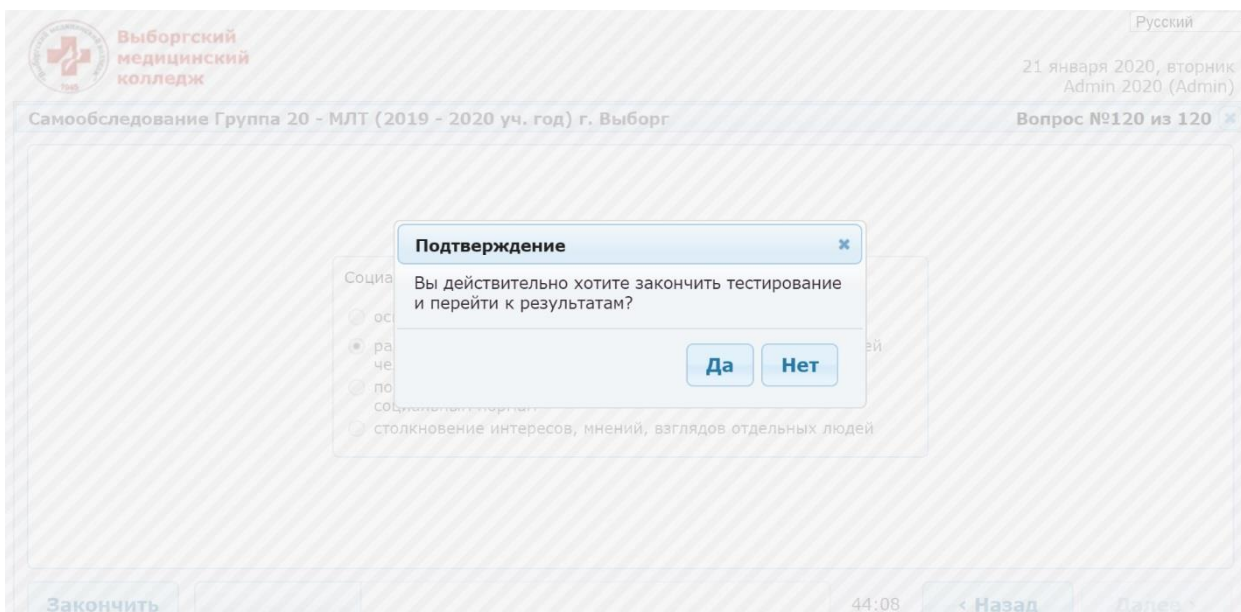 Выборгский
медицинский
колледж
1945
Русский
21 января 2020, вторник
Admin 2020 (Admin)
Самообследование Группа 20 - МЛТ (2019 - 2020 уч. год) г. Выборг
Вопрос №120 из 120
Подтверждение
Вы действительно хотите закончить тестирование
и перейти к результатам?
Да
Нет
столкновение интересов, мнений, взглядов отдельных людей
Закончить
44:08
‹ Назад
Далее ›